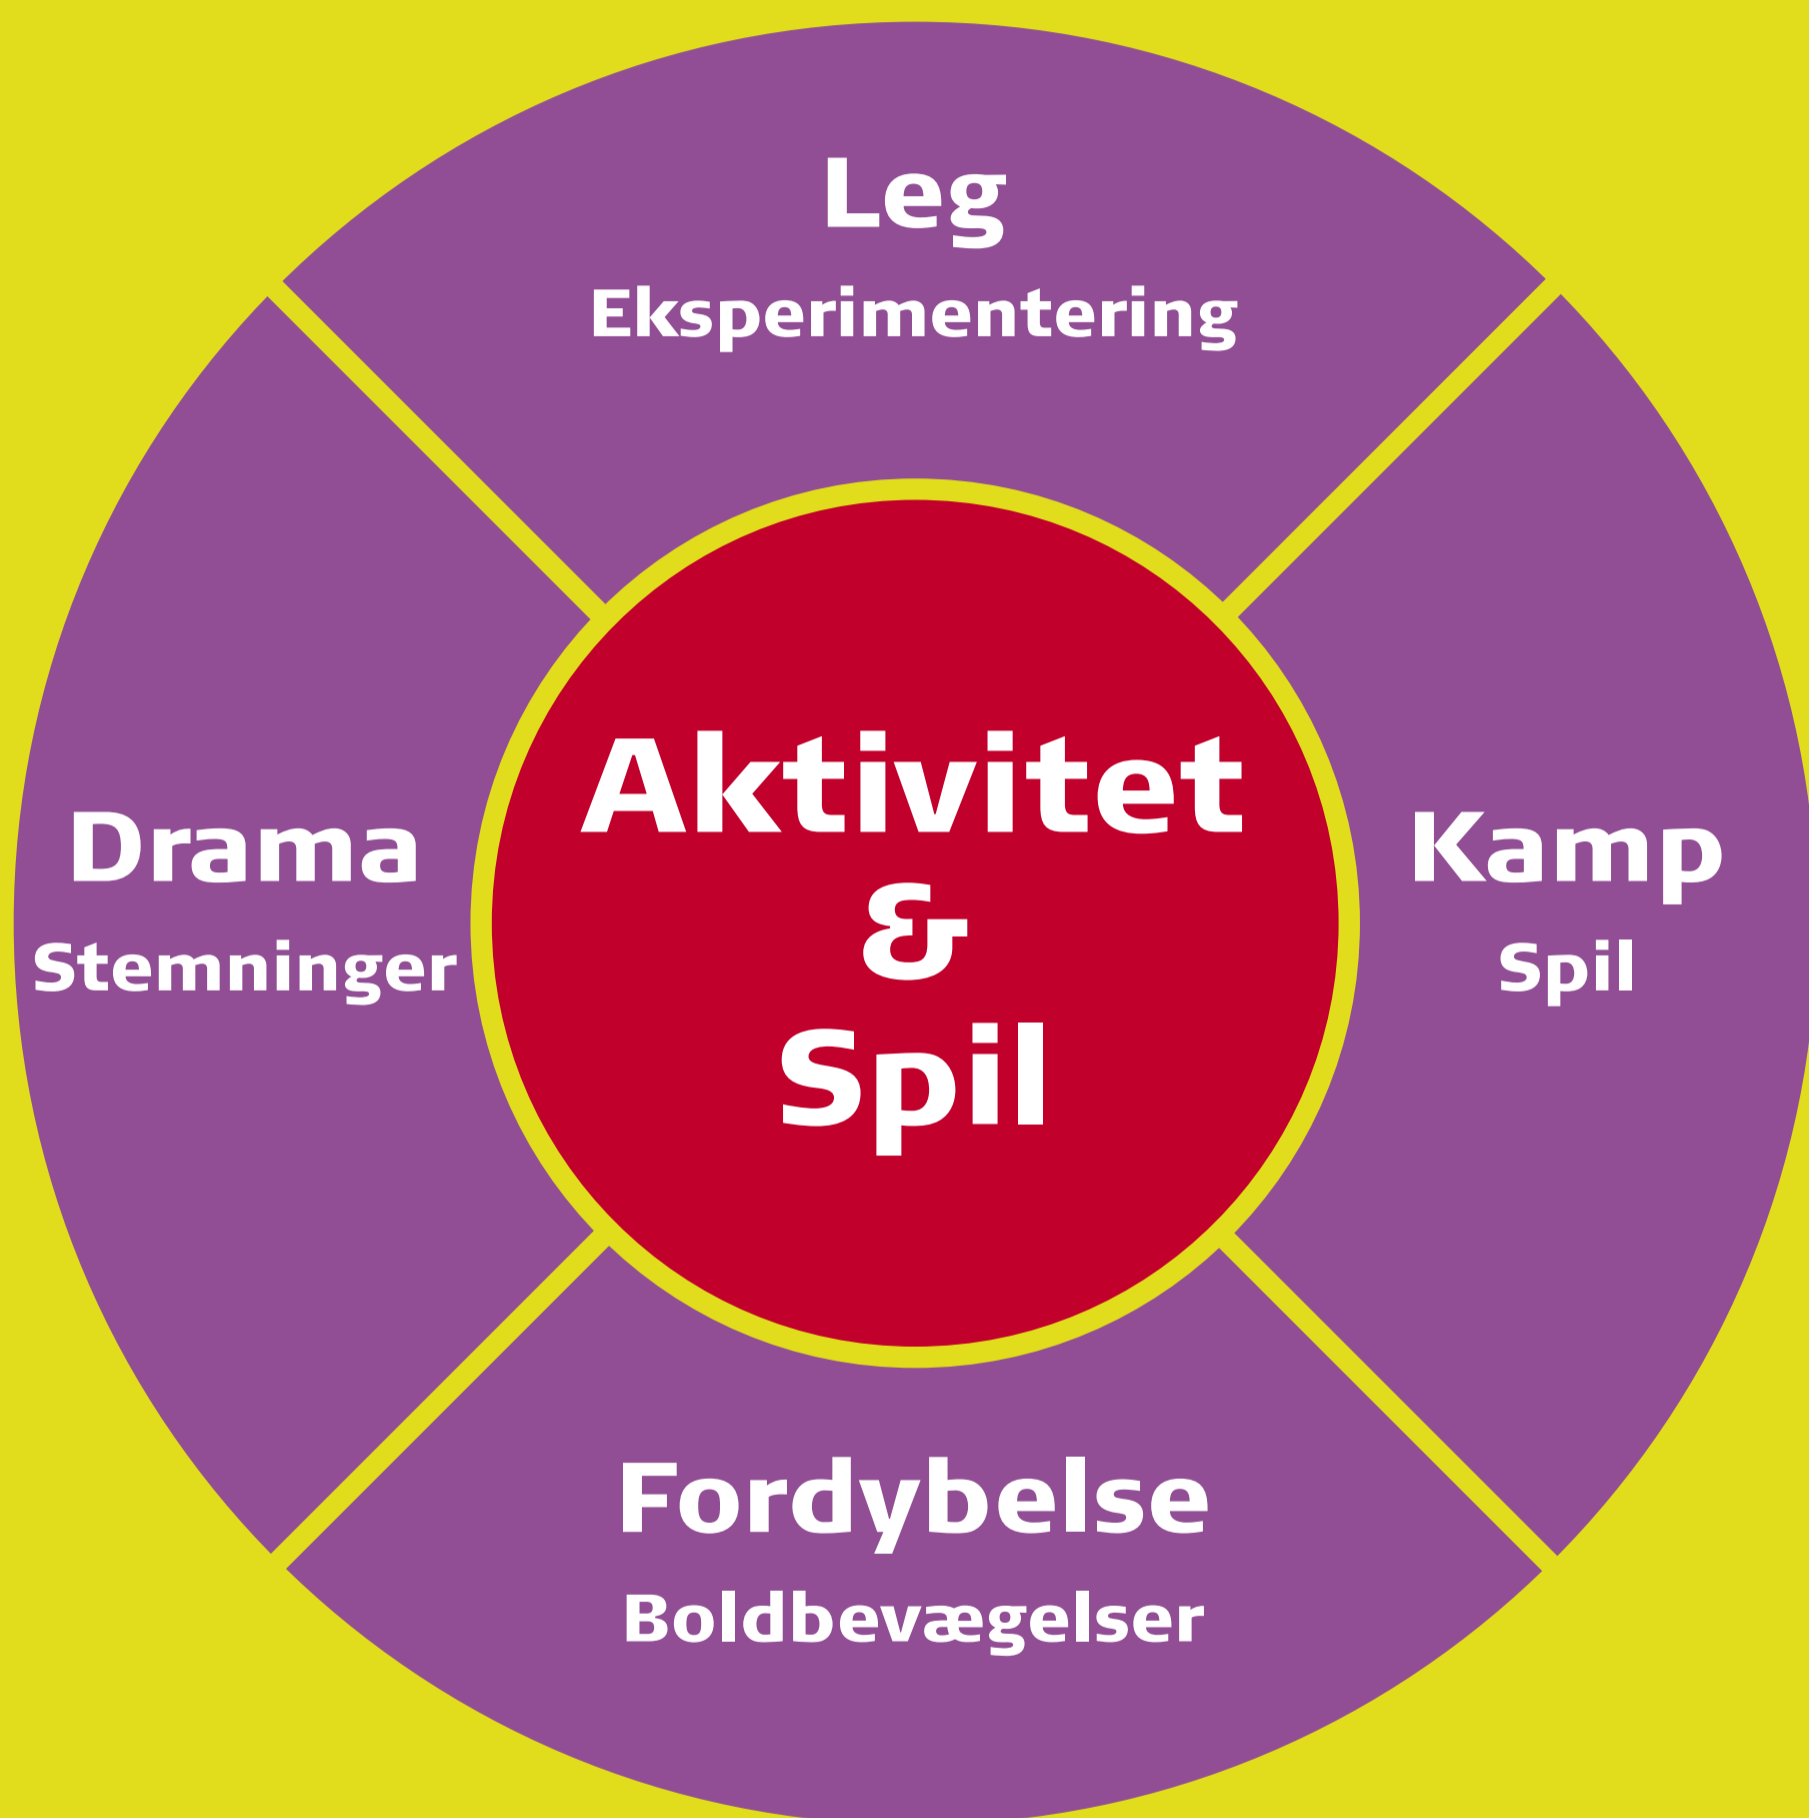 Leg
Eksperimentering
Aktivitet
&
Spil
Drama
Stemninger
Kamp
Spil
Fordybelse
Boldbevægelser